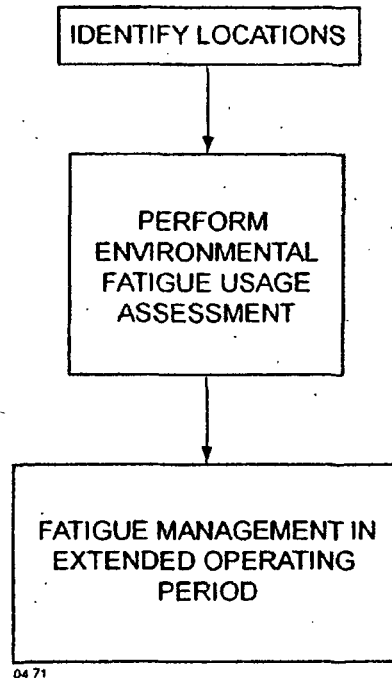 IDENTIFY LOCATIONS
PERFORM
ENVIRONMENTAL
FATIGUE USAGE
ASSESSMENT
FATIGUE MANAGEMENT IN
EXTENDED OPERATING
PERIOD
04 71